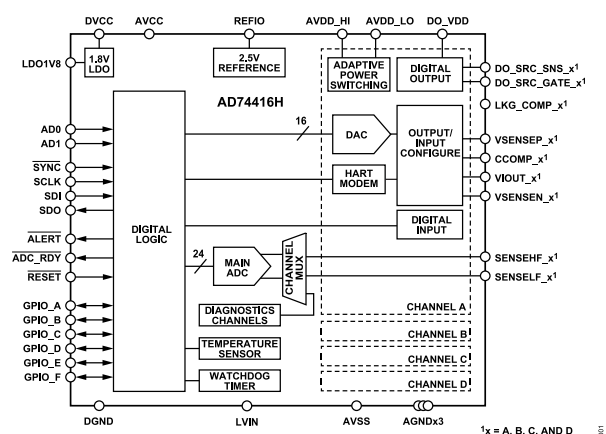 DVCC AVCC REFIO AVDD_HI AVDD_LO DO_VDD
LDO1V8
1.8V
LDO
2.5V
REFERENCE
ADAPTIVE
POWER
SWITCHING
DIGITAL
OUTPUT
DO_SRC_SNS_x1
DO_SRC_GATE_x1
AD74416H
LKG_COMP_x1
AD0
AD1
SYNC
SCLK
SDI
SDO
ALERT
ADC_RDY
RESET
GPIO_A
GPIO_B
GPIO_C
GPIO_D
GPIO_E
GPIO_F
DIGITAL
LOGIC
16
DAC
OUTPUT/
INPUT
CONFIGURE
VSENSEP_x1
CCOMP_x1
VIOUT_x1
VSENSEN_x1
HART
MODEM
DIGITAL
INPUT
24
MAIN
ADC
CHANNEL
MUX
SENSEHF_x1
SENSELF_x1
DIAGNOSTICS
CHANNELS
CHANNEL A
TEMPERATURE
SENSOR
CHANNEL B
CHANNEL C
WATCHDOG
TIMER
CHANNEL D
DGND LVIN AVSS AGNDx3
1x = A, B, C, AND D
001